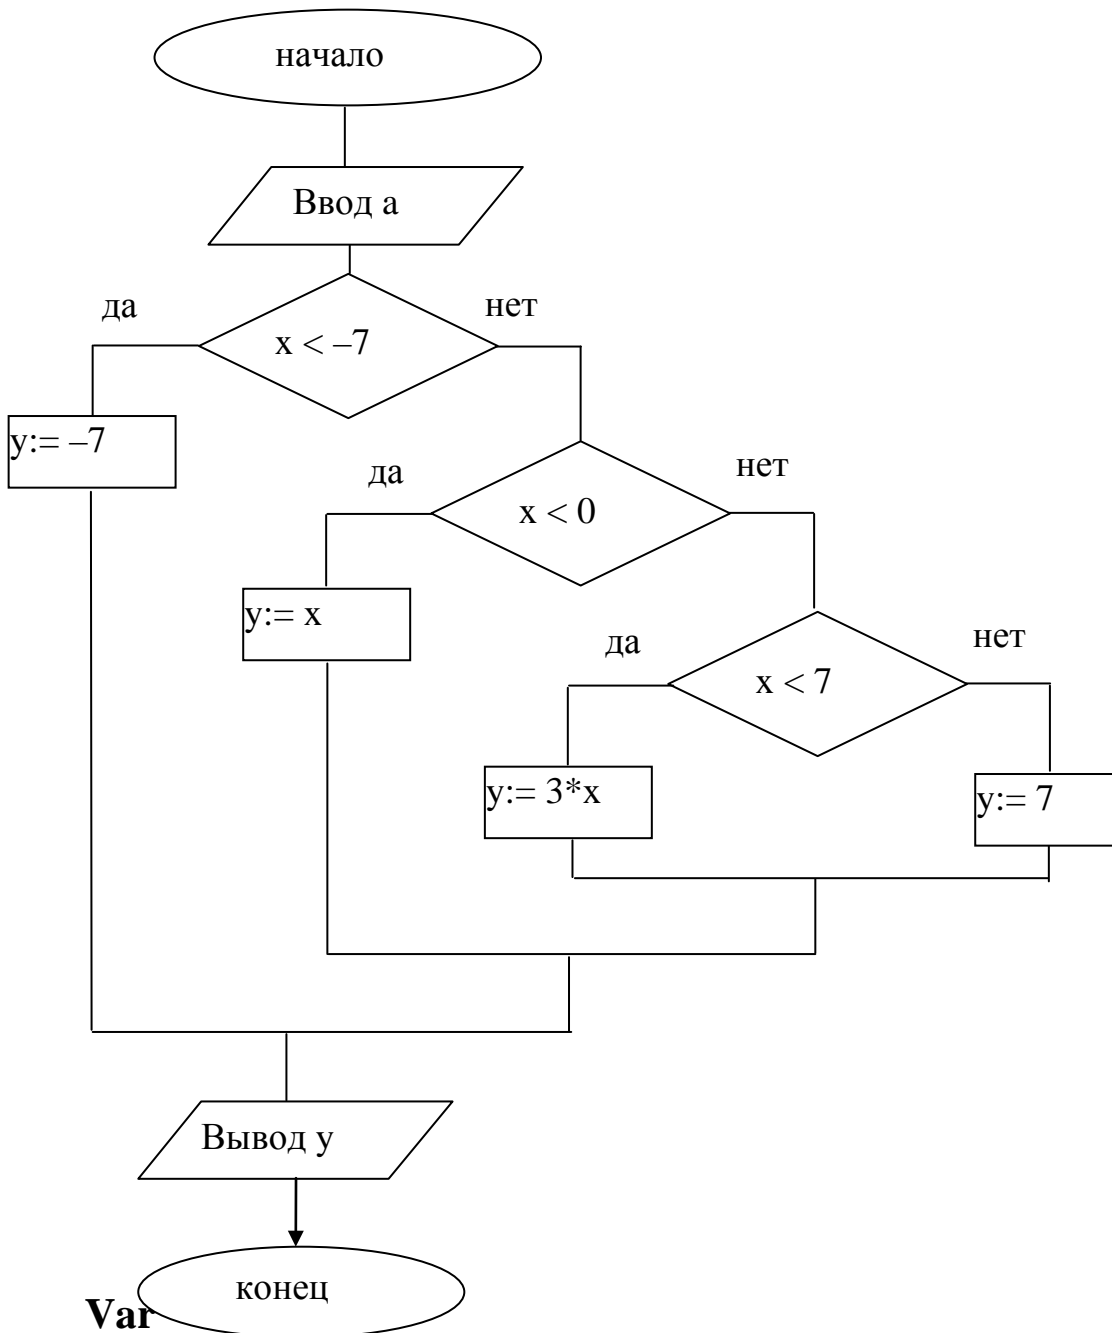 начало
Ввод a
да
нет
x < –7
y:= –7
да
нет
x < 0
y:= x
да
нет
x < 7
y:= 3*x
y:= 7
Вывод y
конец
Var